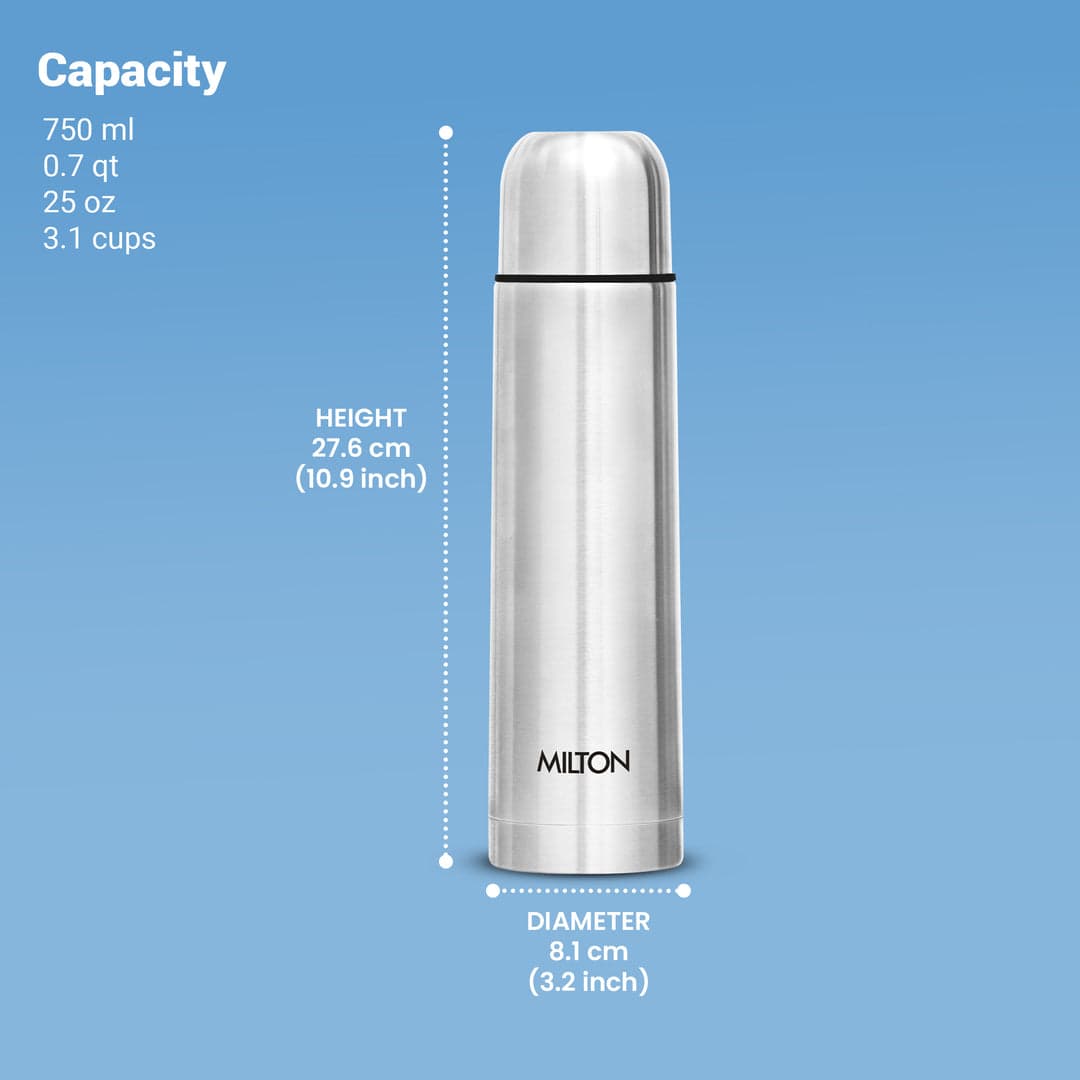 Capacity
750 ml
0.7 qt
25 oz
3.1 cups
HEIGHT
27.6 cm
(10.9 inch)
MILTON
DIAMETER
8.1 cm
(3.2 inch)